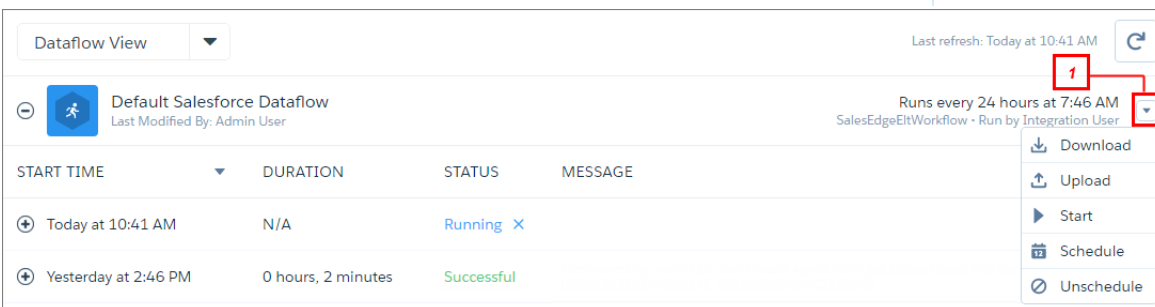 Dataflow View
Last refresh: Today at 10:41 AM
1
Default Salesforce Dataflow
Runs every 24 hours at 7:46 AM
Last Modified By: Admin User
SalesEdgeEltWorkflow • Run by Integration User
Download
START TIME DURATION STATUS MESSAGE
Upload
Today at 10:41 AM N/A Running ×
Start
12 Schedule
Yesterday at 2:46 PM 0 hours, 2 minutes Successful
Unschedule